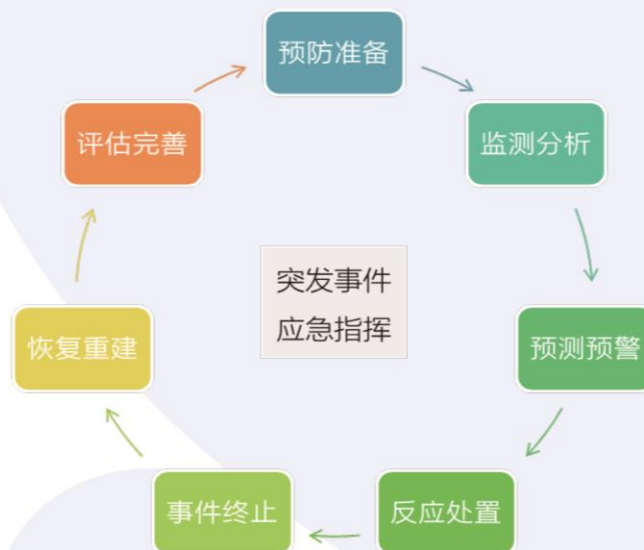 预防准备
监测分析
预测预警
反应处置
事件终止
恢复重建
评估完善
突发事件
应急指挥